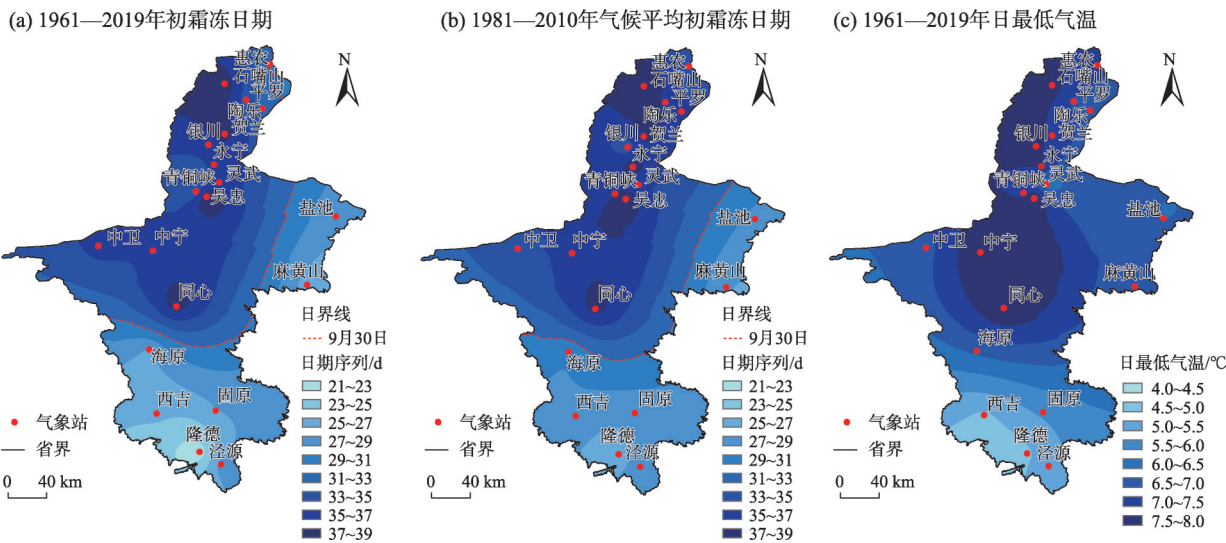 (a) 1961—2019年初霜冻日期
N
惠农
石嘴山
平罗
陶乐
银川
贺兰
永宁
灵武
青铜峡
吴忠
盐池
中卫
中宁
麻黄山
同心
海原
西吉
固原
隆德
泾源
日界线
9月30日
日期序列/d
21~23
23~25
25~27
27~29
29~31
31~33
33~35
35~37
37~39
气象站
省界
0 40 km
(b) 1981—2010年气候平均初霜冻日期
N
惠农
石嘴山
平罗
陶乐
银川
贺兰
永宁
灵武
青铜峡
吴忠
盐池
中卫
中宁
麻黄山
同心
海原
西吉
固原
隆德
泾源
日界线
9月30日
日期序列/d
21~23
23~25
25~27
27~29
29~31
31~33
33~35
35~37
37~39
气象站
省界
0 40 km
(c) 1961—2019年日最低气温
N
惠农
石嘴山
平罗
陶乐
银川
贺兰
永宁
灵武
青铜峡
吴忠
盐池
中卫
中宁
麻黄山
同心
海原
西吉
固原
隆德
泾源
日最低气温/℃
4.0~4.5
4.5~5.0
5.0~5.5
5.5~6.0
6.0~6.5
6.5~7.0
7.0~7.5
7.5~8.0
气象站
省界
0 40 km